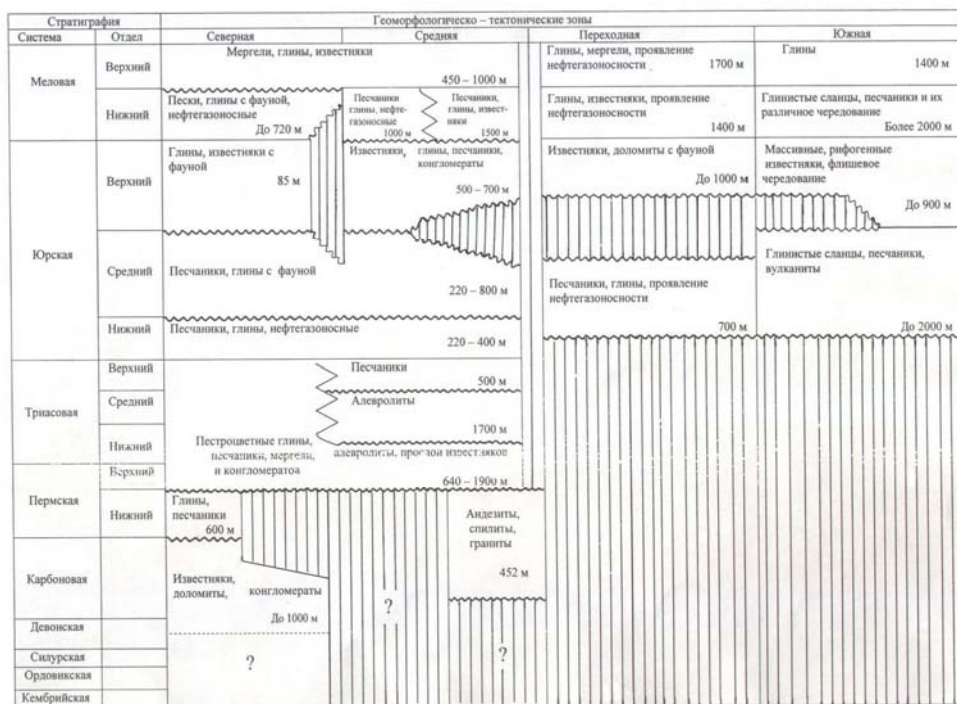 Стратиграфия
Геоморфологическо – тектонические зоны
Система
Отдел
Северная
Средняя
Переходная
Южная
Меловая
Верхний
Мергели, глины, известняки
450 – 1000 м
Глины, мергели, проявление
нефтегазоносности
1700 м
Глины
1400 м
Нижний
Пески, глины с фауной,
нефтегазоносные
До 720 м
Песчаники
глины, нефте-
газоносные
1000 м
Песчаники,
глины, извест-
няки
1500 м
Глины, известняки, проявление
нефтегазоносности
1400 м
Глинистые сланцы, песчаники и их
различное чередование
Более 2000 м
Юрская
Верхний
Глины, известняки с
фауной
85 м
Известняки, глины, песчаники,
конгломераты
500 – 700 м
Известняки, доломиты с фауной
До 1000 м
Массивные, рифогенные
известняки, флишевое
чередование
До 900 м
Средний
Песчаники, глины с фауной
220 – 800 м
Песчаники, глины, проявление
нефтегазоносности
700 м
Глинистые сланцы, песчаники,
вулканиты
До 2000 м
Нижний
Песчаники, глины, нефтегазоносные
220 – 400 м
Триасовая
Верхний
Песчаники
500 м
Средний
Алевролиты
1700 м
Нижний
Пестроцветные глины,
песчаники, мергели,
и конгломератов
алевролиты, прослои известняков
640 – 1900 м
Пермская
Верхний
Нижний
Глины,
песчаники
600 м
Андезиты,
спилиты,
граниты
452 м
Карбоновая
Известняки,
доломиты,
конгломераты
До 1000 м
?
Девонская
Силурская
?
?
Ордовикская
Кембрийская